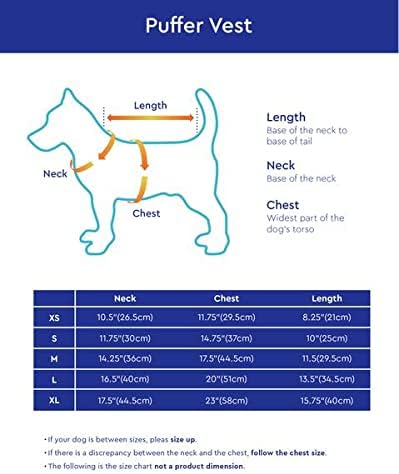 Puffer Vest
Length
Neck
Chest
Length
Base of the neck to
base of tail
Neck
Base of the neck
Chest
Widest part of the
dog's torso
Neck Chest Length
XS 10.5"(26.5cm) 11.75"(29.5cm) 8.25"(21cm)
S 11.75"(30cm) 14.75"(37cm) 10"(25cm)
M 14.25"(36cm) 17.5"(44.5cm) 11.5(29.5cm)
L 16.5"(40cm) 20"(51cm) 13.5"(34.5cm)
XL 17.5"(44.5cm) 23"(58cm) 15.75"(40cm)
• If your dog is between sizes, pleas size up.
• If there is a discrepancy between the neck and the chest, follow the chest size.
• The following is the size chart not a product dimension.